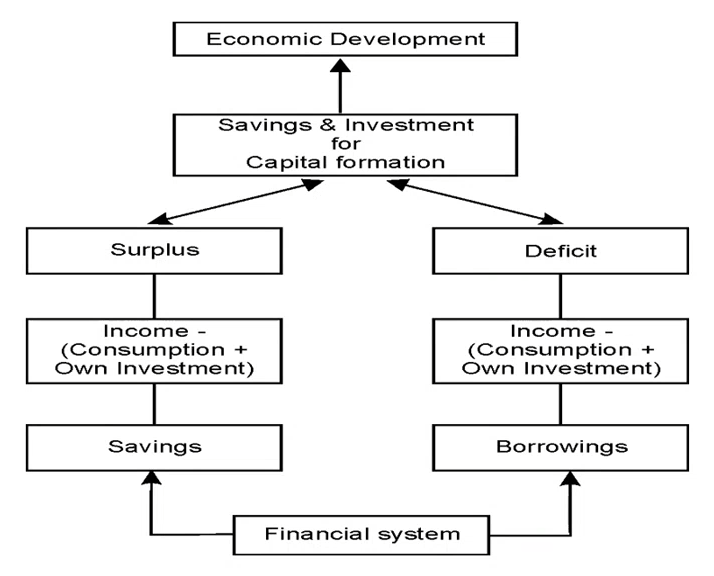 Economic Development
Savings & Investment
for
Capital formation
Surplus
Deficit
Income -
(Consumption +
Own Investment)
Income -
(Consumption +
Own Investment)
Savings
Borrowings
Financial system